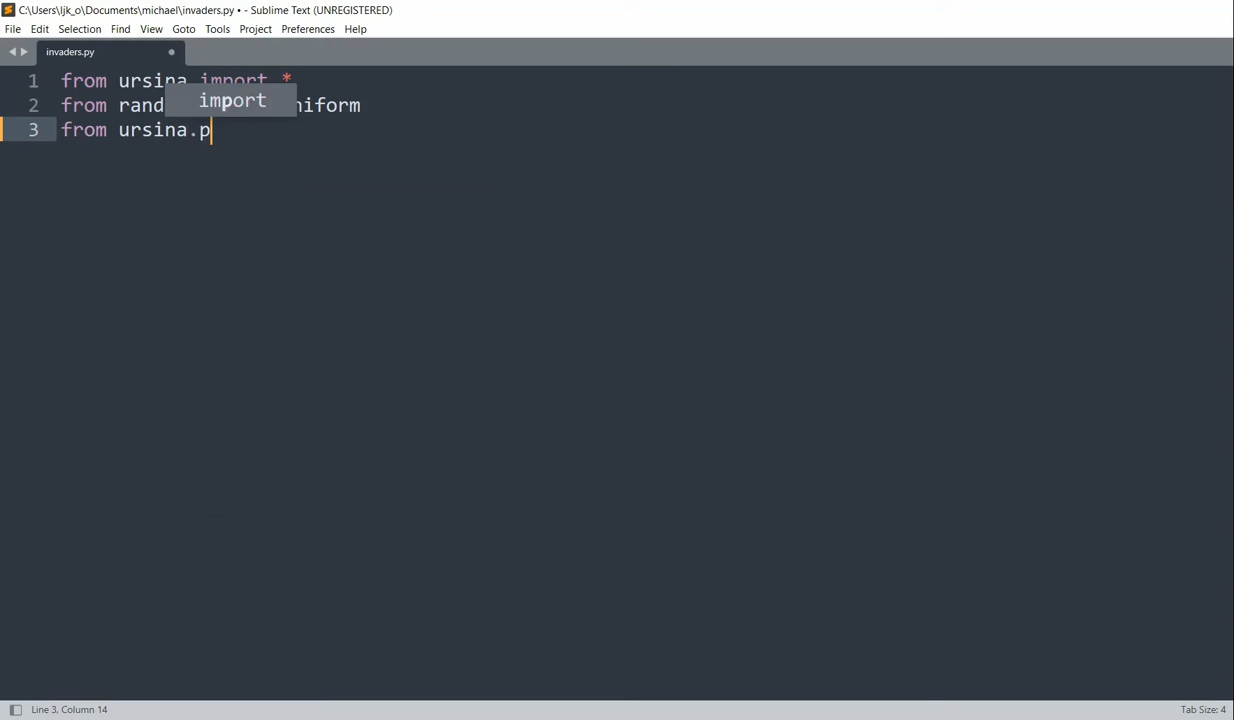 C:\Users\ljk_o\Documents\michael\invaders.py • - Sublime Text (UNREGISTERED)
File Edit Selection Find View Goto Tools Project Preferences Help
invaders.py
1 from ursina import *
import
2 from rand niform
3 from ursina.p
Line 3, Column 14
Tab Size: 4